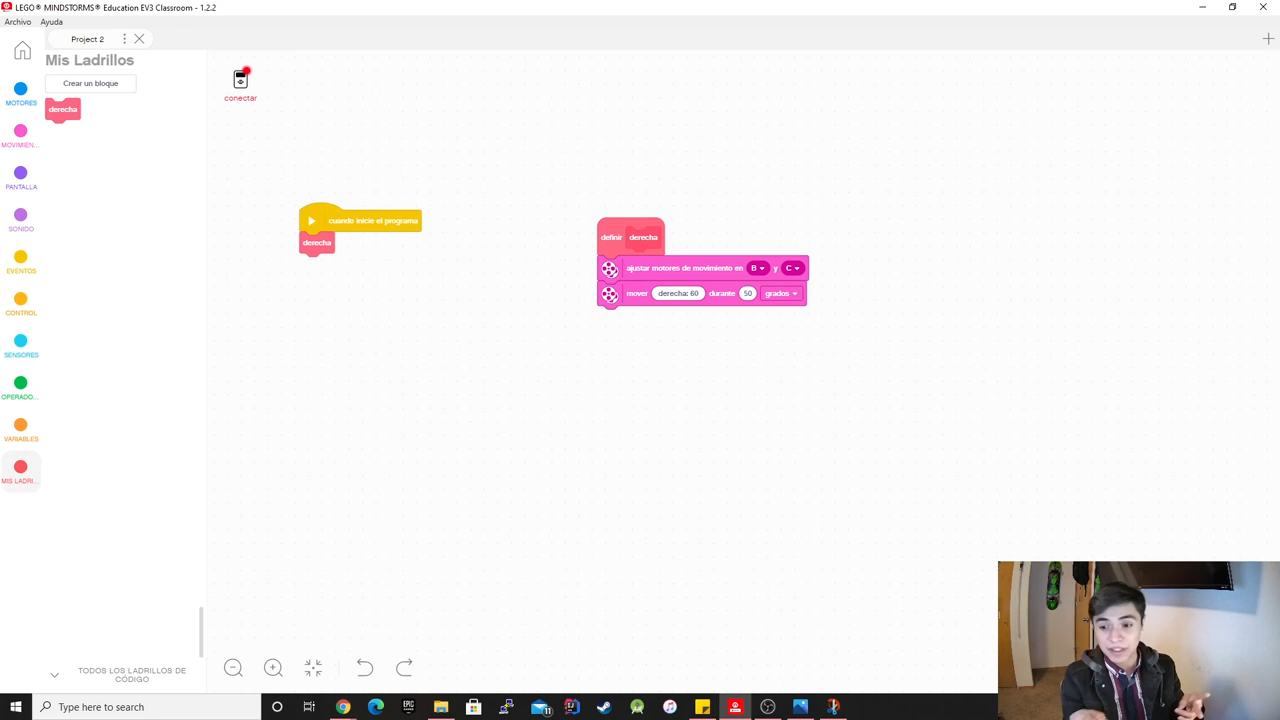 LEGO® MINDSTORMS® Education EV3 Classroom - 1.2.2
Archivo Ayuda
Project 2
Mis Ladrillos
Crear un bloque
derecha
MOTORES
MOVIMIEN...
PANTALLA
SONIDO
EVENTOS
CONTROL
SENSORES
OPERADO...
VARIABLES
MIS LADRI...
TODOS LOS LADRILLOS DE
CÓDIGO
conectar
cuando inicie el programa
derecha
definir derecha
ajustar motores de movimiento en B y C
mover derecha: 60 durante 50 grados
Type here to search
EPIC
GAMES
11